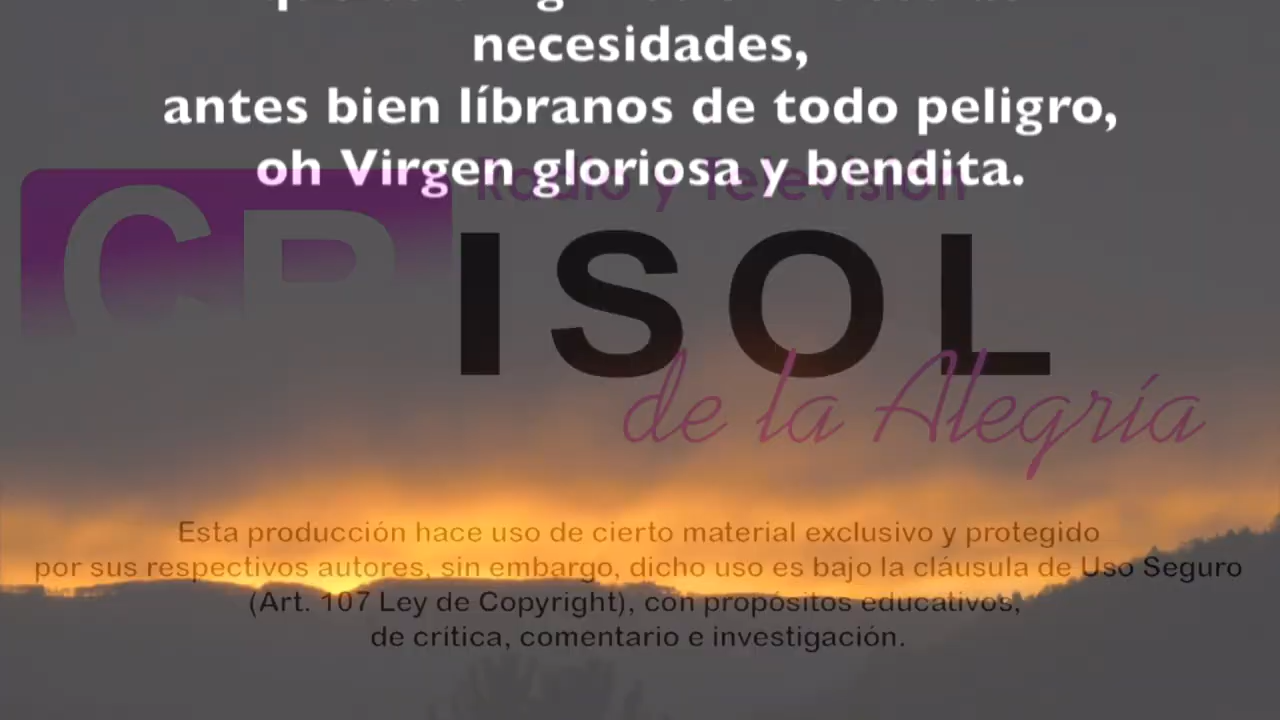 necesidades,
antes bien líbranos de todo peligro,
oh Virgen gloriosa y bendita.
Radio y Televisión
CRISOL
de la Alegría
Esta producción hace uso de cierto material exclusivo y protegido
por sus respectivos autores, sin embargo, dicho uso es bajo la cláusula de Uso Seguro
(Art. 107 Ley de Copyright), con propósitos educativos,
de crítica, comentario e investigación.